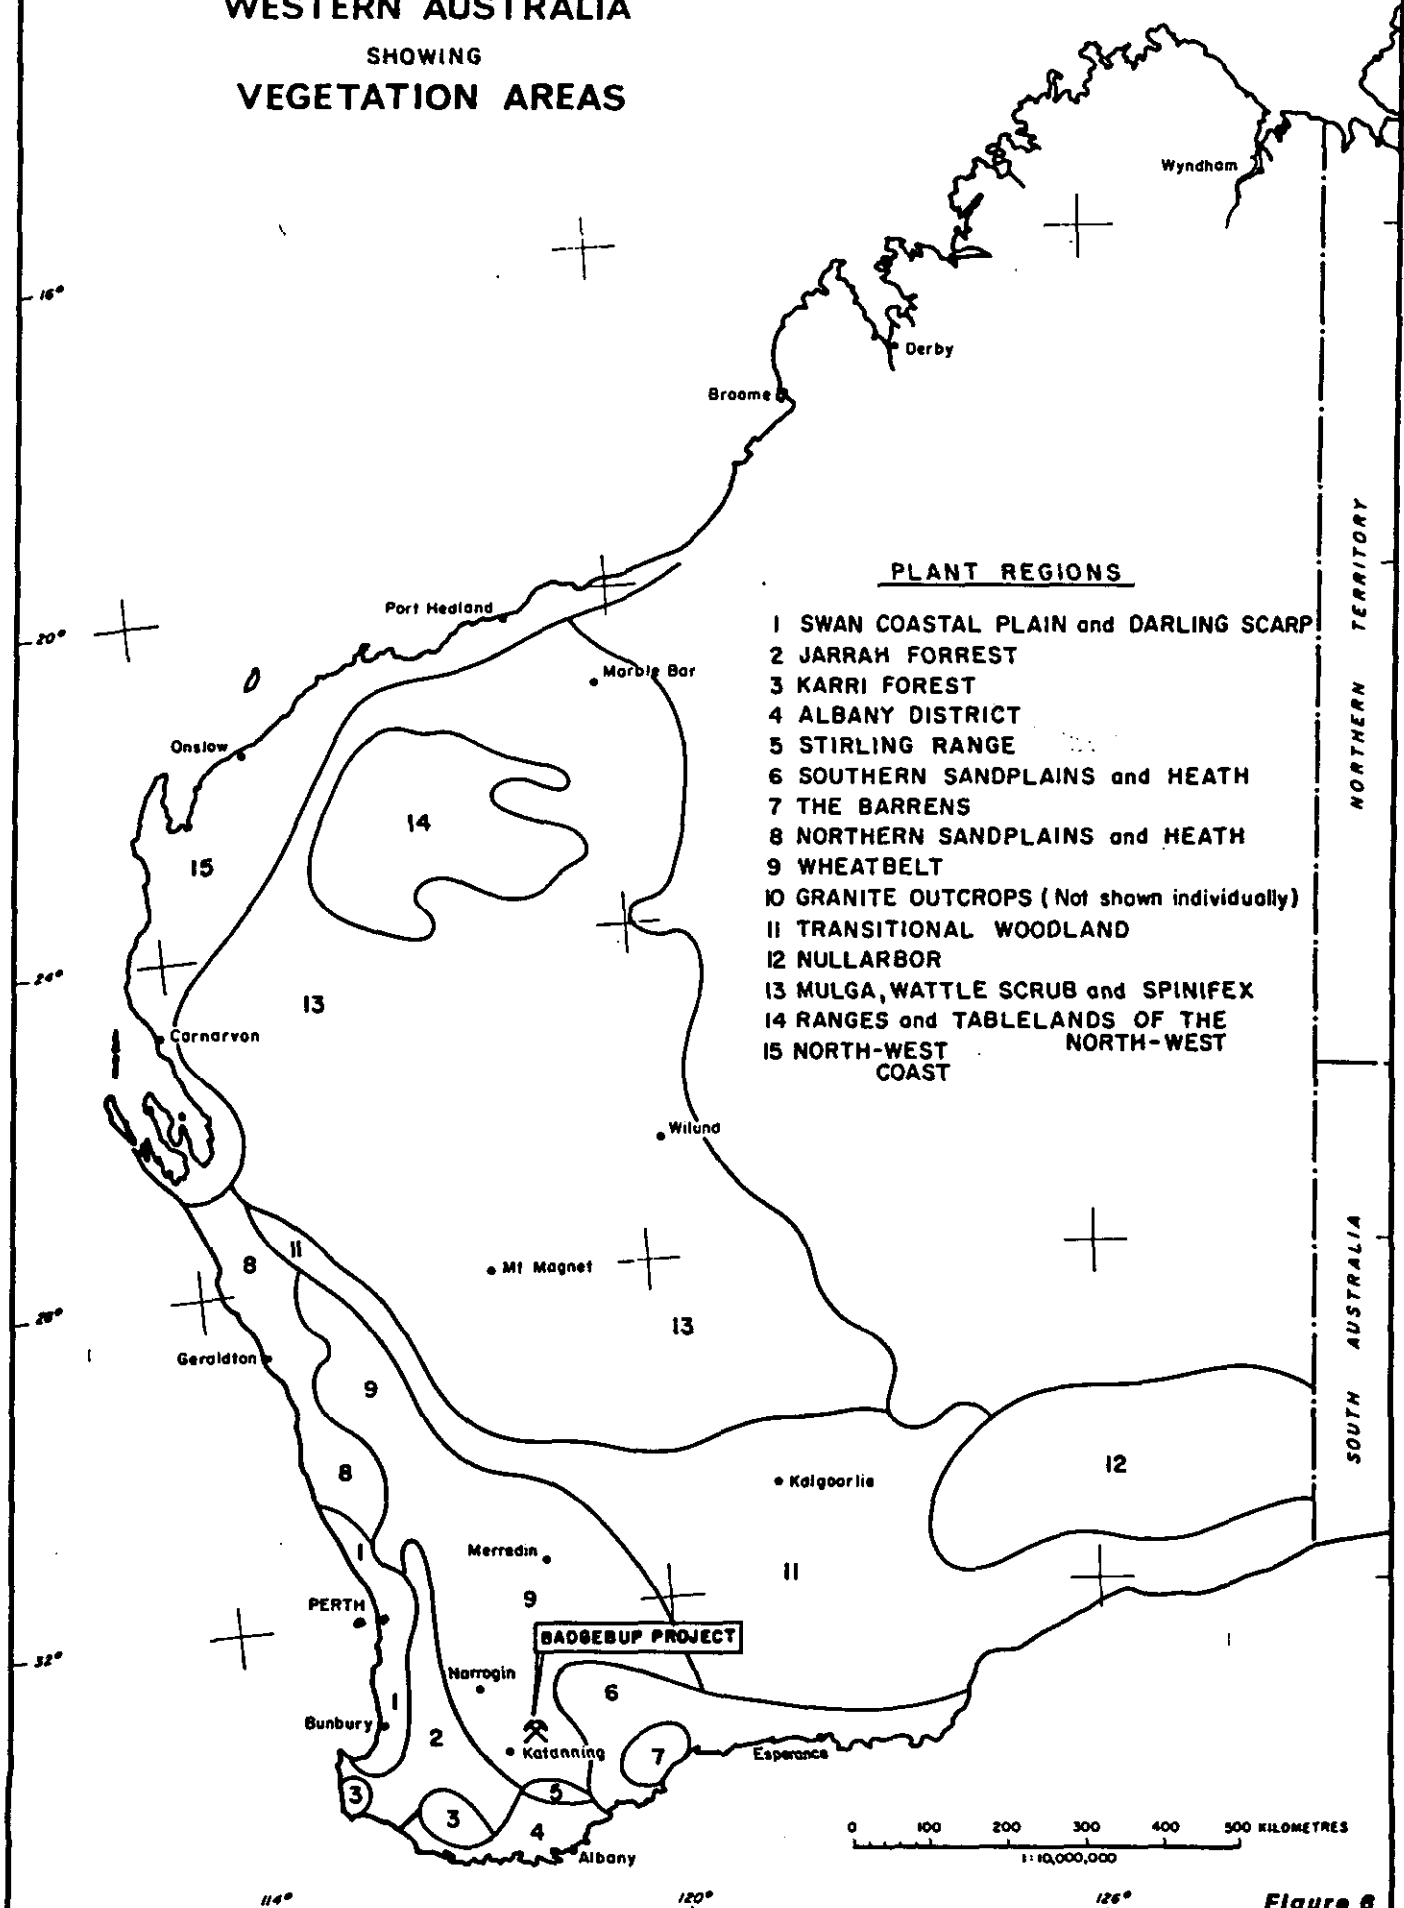 WESTERN AUSTRALIA
SHOWING
VEGETATION AREAS
Wyndham
16°
Derby
Broome
NORTHERN TERRITORY
PLANT REGIONS
1 SWAN COASTAL PLAIN and DARLING SCARP
2 JARRAH FORREST
3 KARRI FOREST
4 ALBANY DISTRICT
5 STIRLING RANGE
6 SOUTHERN SANDPLAINS and HEATH
7 THE BARRENS
8 NORTHERN SANDPLAINS and HEATH
9 WHEATBELT
10 GRANITE OUTCROPS (Not shown individually)
11 TRANSITIONAL WOODLAND
12 NULLARBOR
13 MULGA, WATTLE SCRUB and SPINIFEX
14 RANGES and TABLELANDS OF THE
NORTH-WEST
15 NORTH-WEST
COAST
Port Hedland
20°
Marble Bar
Onslow
14
15
24°
13
Carnarvon
Wiluna
11
8
Mt Magnet
SOUTH AUSTRALIA
28°
13
Geraldton
9
8
12
Kalgoorlie
1
Merredin
11
9
PERTH
BADGEBUP PROJECT
32°
Narrogin
6
1
Bunbury
2
Katanning
7
Esperance
3
5
3
4
Albany
0 100 200 300 400 500 KILOMETRES
1:10,000,000
114° 120° 126°
Figure 6